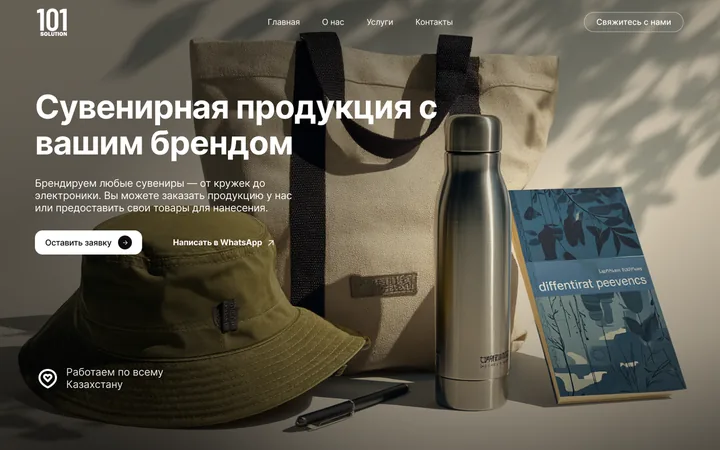 101
SOLUTION
Главная
О нас
Услуги
Контакты
Свяжитесь с нами
Сувенирная продукция с
вашим брендом
Брендируем любые сувениры — от кружек до
электроники. Вы можете заказать продукцию у нас
или предоставить свои товары для нанесения.
Оставить заявку
Написать в WhatsApp
diffentirat peevencs
Работаем по всему
Казахстану